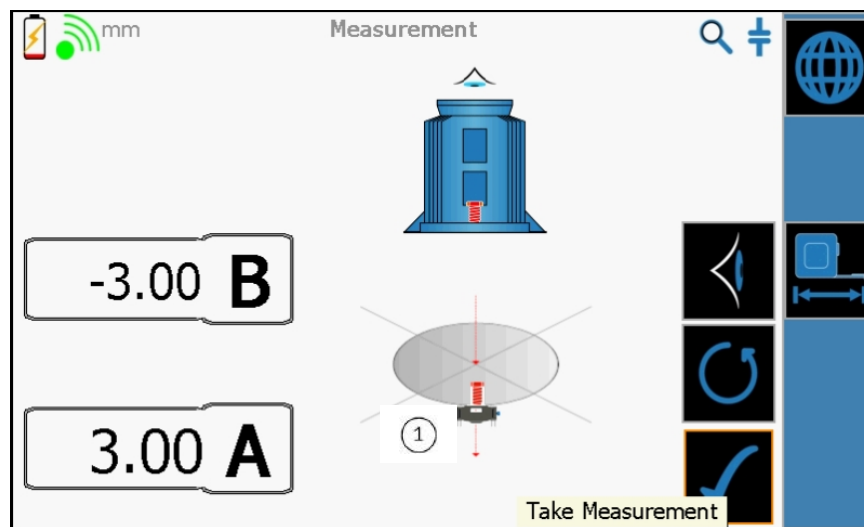 mm
Measurement
-3.00 B
3.00 A
1
Take Measurement